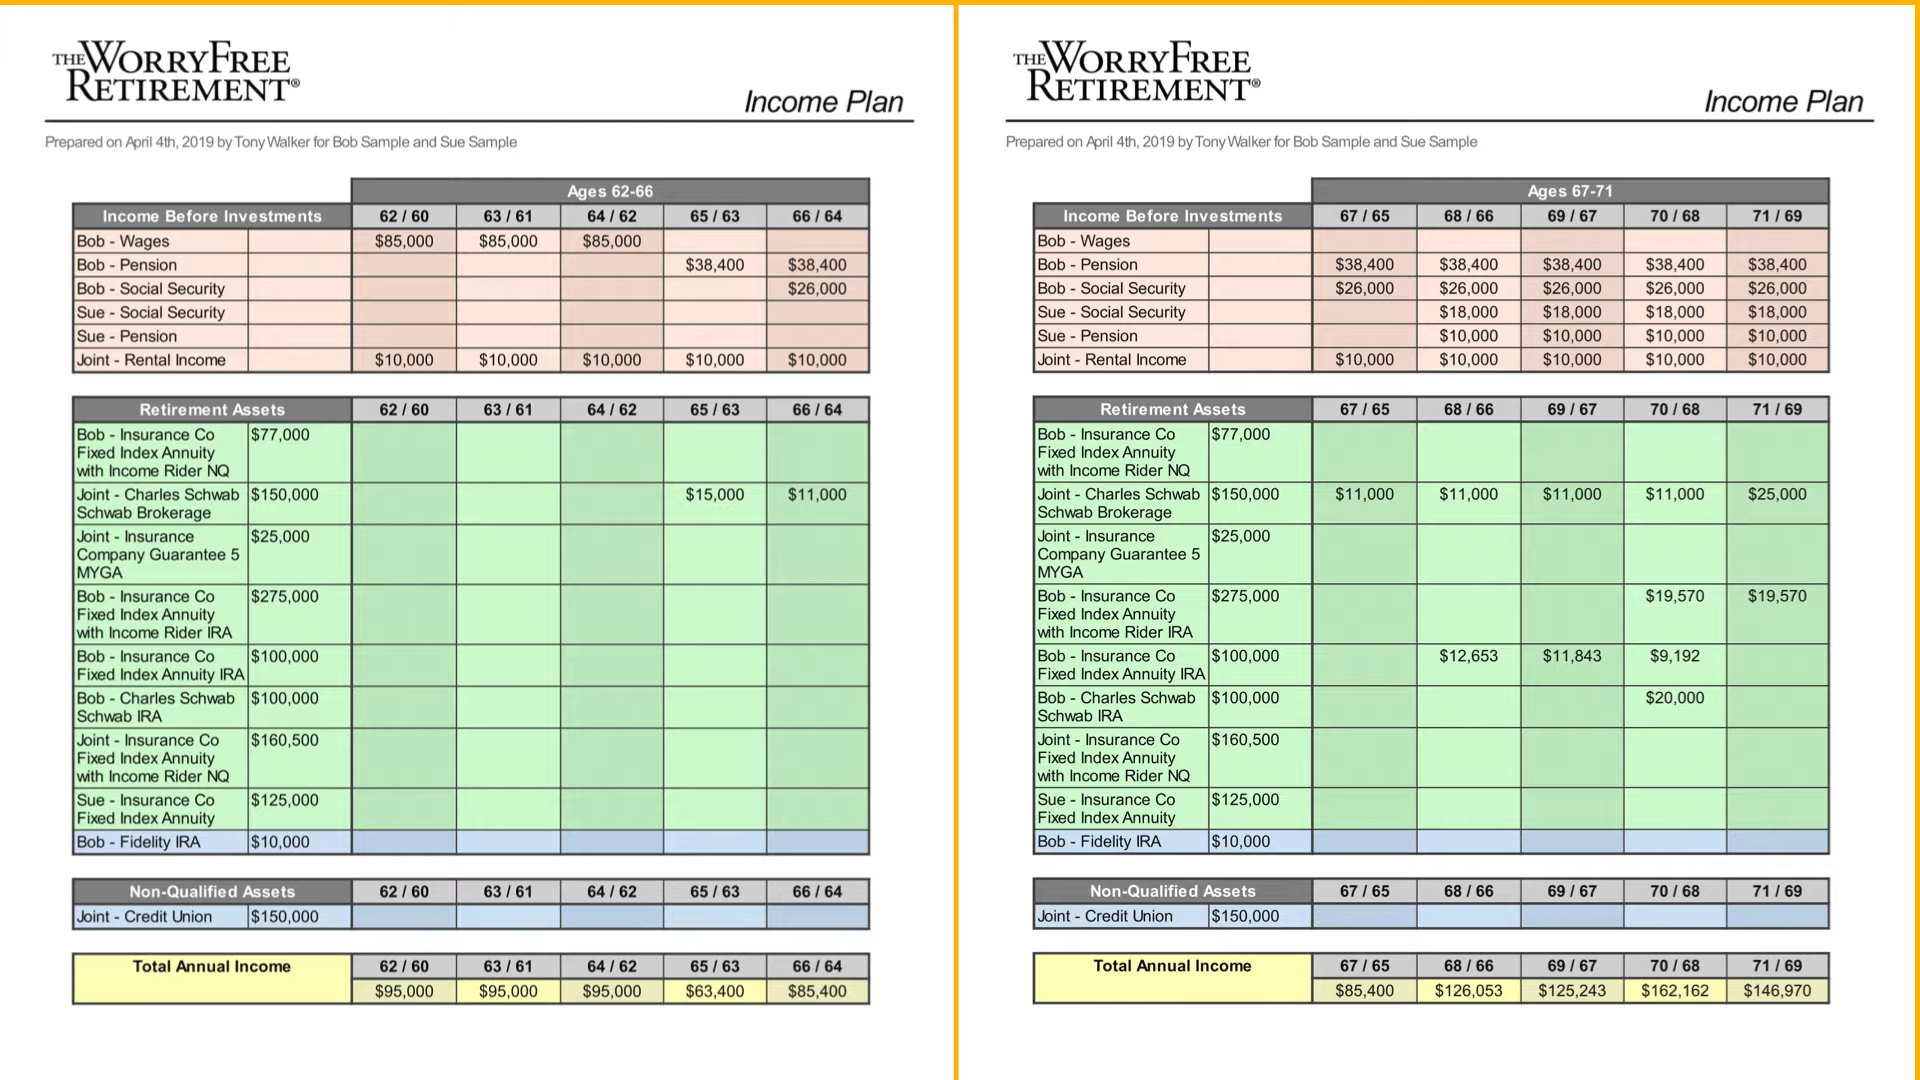 THE WORRYFREE
RETIREMENT®
Income Plan
Prepared on April 4th, 2019 by Tony Walker for Bob Sample and Sue Sample
Ages 62-66
Income Before Investments 62 / 60 63 / 61 64 / 62 65 / 63 66 / 64
Bob - Wages $85,000 $85,000 $85,000
Bob - Pension $38,400 $38,400
Bob - Social Security $26,000
Sue - Social Security
Sue - Pension
Joint - Rental Income $10,000 $10,000 $10,000 $10,000 $10,000
Retirement Assets 62 / 60 63 / 61 64 / 62 65 / 63 66 / 64
Bob - Insurance Co $77,000
Fixed Index Annuity
with Income Rider NQ
Joint - Charles Schwab $150,000 $15,000 $11,000
Schwab Brokerage
Joint - Insurance $25,000
Company Guarantee 5
MYGA
Bob - Insurance Co $275,000
Fixed Index Annuity
with Income Rider IRA
Bob - Insurance Co $100,000
Fixed Index Annuity IRA
Bob - Charles Schwab $100,000
Schwab IRA
Joint - Insurance Co $160,500
Fixed Index Annuity
with Income Rider NQ
Sue - Insurance Co $125,000
Fixed Index Annuity
Bob - Fidelity IRA $10,000
Non-Qualified Assets 62 / 60 63 / 61 64 / 62 65 / 63 66 / 64
Joint - Credit Union $150,000
Total Annual Income 62 / 60 63 / 61 64 / 62 65 / 63 66 / 64
$95,000 $95,000 $95,000 $63,400 $85,400
THE WORRYFREE
RETIREMENT®
Income Plan
Prepared on April 4th, 2019 by Tony Walker for Bob Sample and Sue Sample
Ages 67-71
Income Before Investments 67 / 65 68 / 66 69 / 67 70 / 68 71 / 69
Bob - Wages
Bob - Pension $38,400 $38,400 $38,400 $38,400 $38,400
Bob - Social Security $26,000 $26,000 $26,000 $26,000 $26,000
Sue - Social Security $18,000 $18,000 $18,000 $18,000
Sue - Pension $10,000 $10,000 $10,000 $10,000
Joint - Rental Income $10,000 $10,000 $10,000 $10,000 $10,000
Retirement Assets 67 / 65 68 / 66 69 / 67 70 / 68 71 / 69
Bob - Insurance Co $77,000
Fixed Index Annuity
with Income Rider NQ
Joint - Charles Schwab $150,000 $11,000 $11,000 $11,000 $11,000 $25,000
Schwab Brokerage
Joint - Insurance $25,000
Company Guarantee 5
MYGA
Bob - Insurance Co $275,000 $19,570 $19,570
Fixed Index Annuity
with Income Rider IRA
Bob - Insurance Co $100,000 $12,653 $11,843 $9,192
Fixed Index Annuity IRA
Bob - Charles Schwab $100,000 $20,000
Schwab IRA
Joint - Insurance Co $160,500
Fixed Index Annuity
with Income Rider NQ
Sue - Insurance Co $125,000
Fixed Index Annuity
Bob - Fidelity IRA $10,000
Non-Qualified Assets 67 / 65 68 / 66 69 / 67 70 / 68 71 / 69
Joint - Credit Union $150,000
Total Annual Income 67 / 65 68 / 66 69 / 67 70 / 68 71 / 69
$85,400 $126,053 $125,243 $162,162 $146,970